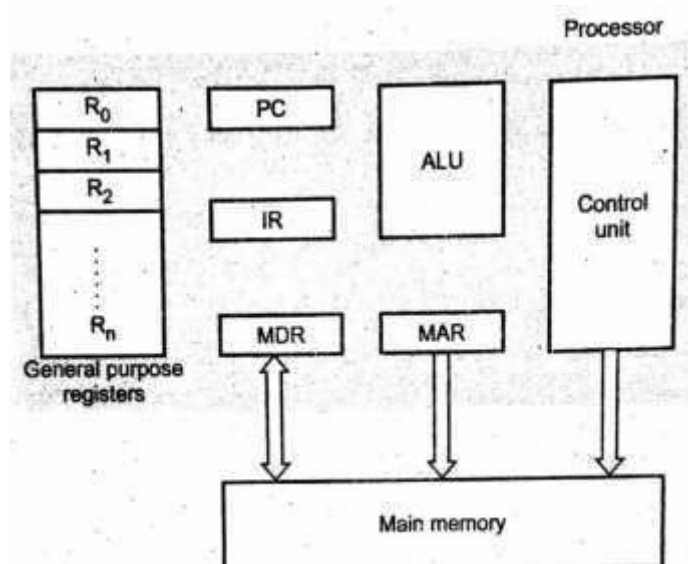 Processor
R0
R1
R2
Rn
General purpose
registers
PC
IR
MDR
ALU
MAR
Control
unit
Main memory